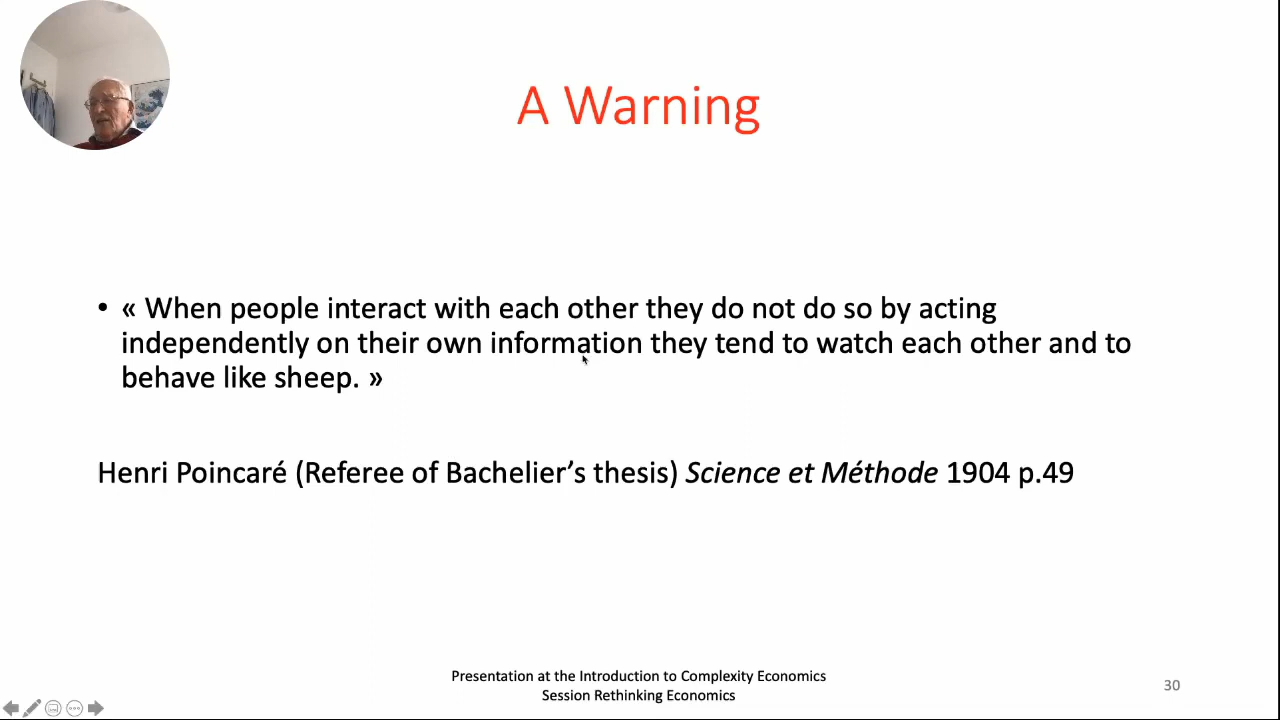 A Warning
• « When people interact with each other they do not do so by acting
independently on their own information they tend to watch each other and to
behave like sheep. »
Henri Poincaré (Referee of Bachelier’s thesis) Science et Méthode 1904 p.49
Presentation at the Introduction to Complexity Economics
Session Rethinking Economics
30